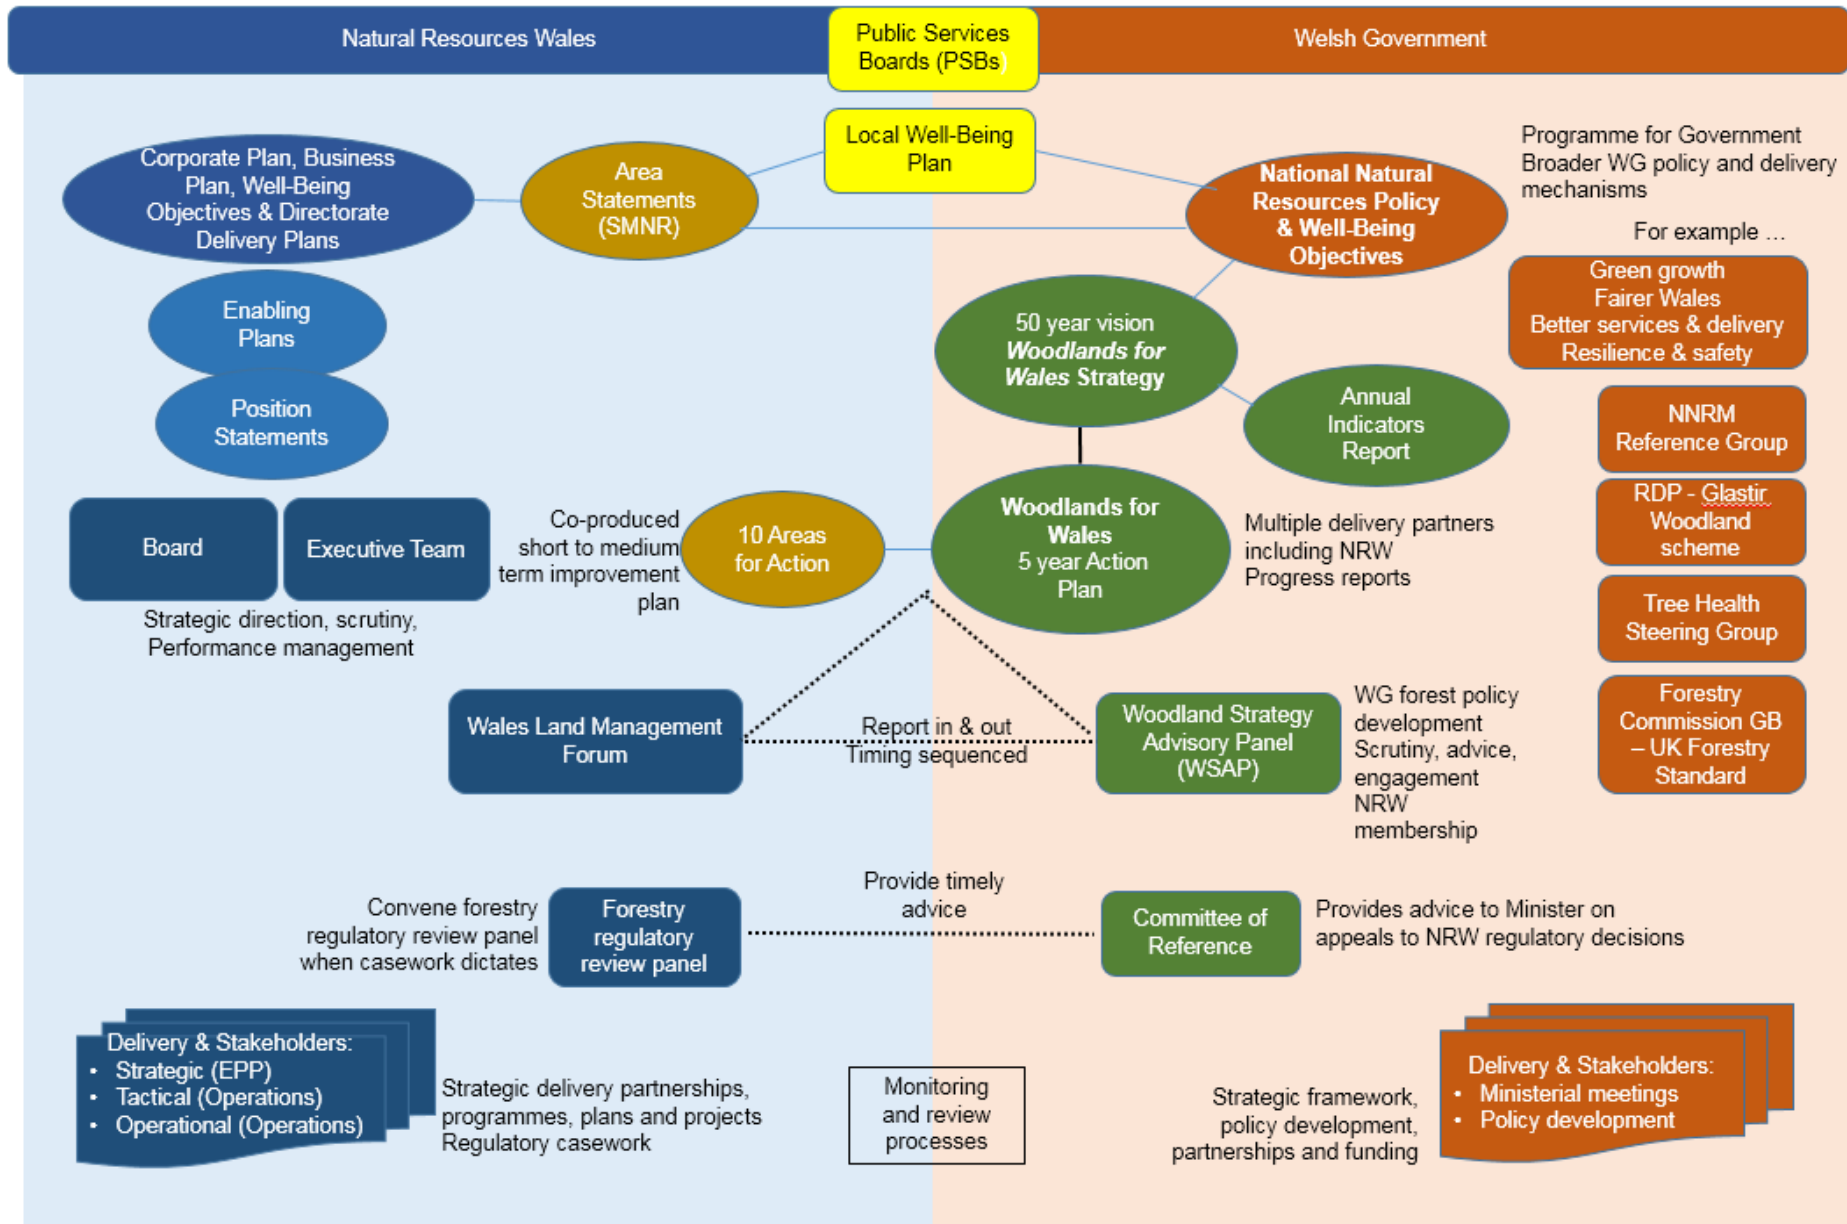 Natural Resources Wales
Public Services
Boards (PSBs)
Welsh Government
Local Well-Being
Plan
Corporate Plan, Business
Plan, Well-Being
Objectives & Directorate
Delivery Plans
Area
Statements
(SMNR)
National Natural
Resources Policy
& Well-Being
Objectives
Programme for Government
Broader WG policy and delivery
mechanisms
For example ...
Green growth
Fairer Wales
Better services & delivery
Resilience & safety
Enabling
Plans
50 year vision
Woodlands for
Wales Strategy
Position
Statements
Annual
Indicators
Report
NNRM
Reference Group
RDP - Glastir
Woodland
scheme
Tree Health
Steering Group
Forestry
Commission GB
– UK Forestry
Standard
Board
Executive Team
Strategic direction, scrutiny,
Performance management
Co-produced
short to medium
term improvement
plan
10 Areas
for Action
Woodlands for
Wales
5 year Action
Plan
Multiple delivery partners
including NRW
Progress reports
Wales Land Management
Forum
Report in & out
Timing sequenced
Woodland Strategy
Advisory Panel
(WSAP)
WG forest policy
development
Scrutiny, advice,
engagement
NRW
membership
Convene forestry
regulatory review panel
when casework dictates
Forestry
regulatory
review panel
Provide timely
advice
Committee of
Reference
Provides advice to Minister on
appeals to NRW regulatory decisions
Delivery & Stakeholders:
• Strategic (EPP)
• Tactical (Operations)
• Operational (Operations)
Strategic delivery partnerships,
programmes, plans and projects
Regulatory casework
Monitoring
and review
processes
Strategic framework,
policy development,
partnerships and funding
Delivery & Stakeholders:
• Ministerial meetings
• Policy development